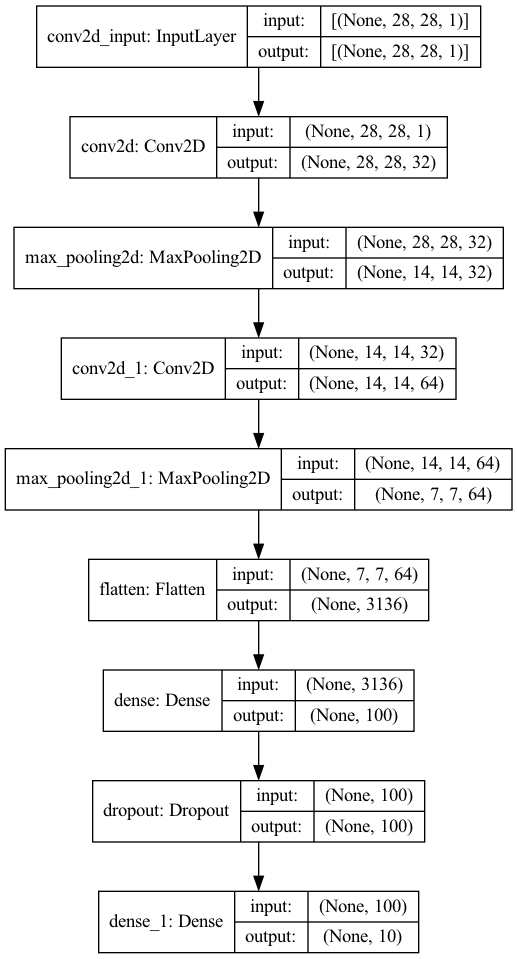 conv2d_input: InputLayer
input:
[(None, 28, 28, 1)]
output:
[(None, 28, 28, 1)]
conv2d: Conv2D
input:
(None, 28, 28, 1)
output:
(None, 28, 28, 32)
max_pooling2d: MaxPooling2D
input:
(None, 28, 28, 32)
output:
(None, 14, 14, 32)
conv2d_1: Conv2D
input:
(None, 14, 14, 32)
output:
(None, 14, 14, 64)
max_pooling2d_1: MaxPooling2D
input:
(None, 14, 14, 64)
output:
(None, 7, 7, 64)
flatten: Flatten
input:
(None, 7, 7, 64)
output:
(None, 3136)
dense: Dense
input:
(None, 3136)
output:
(None, 100)
dropout: Dropout
input:
(None, 100)
output:
(None, 100)
dense_1: Dense
input:
(None, 100)
output:
(None, 10)